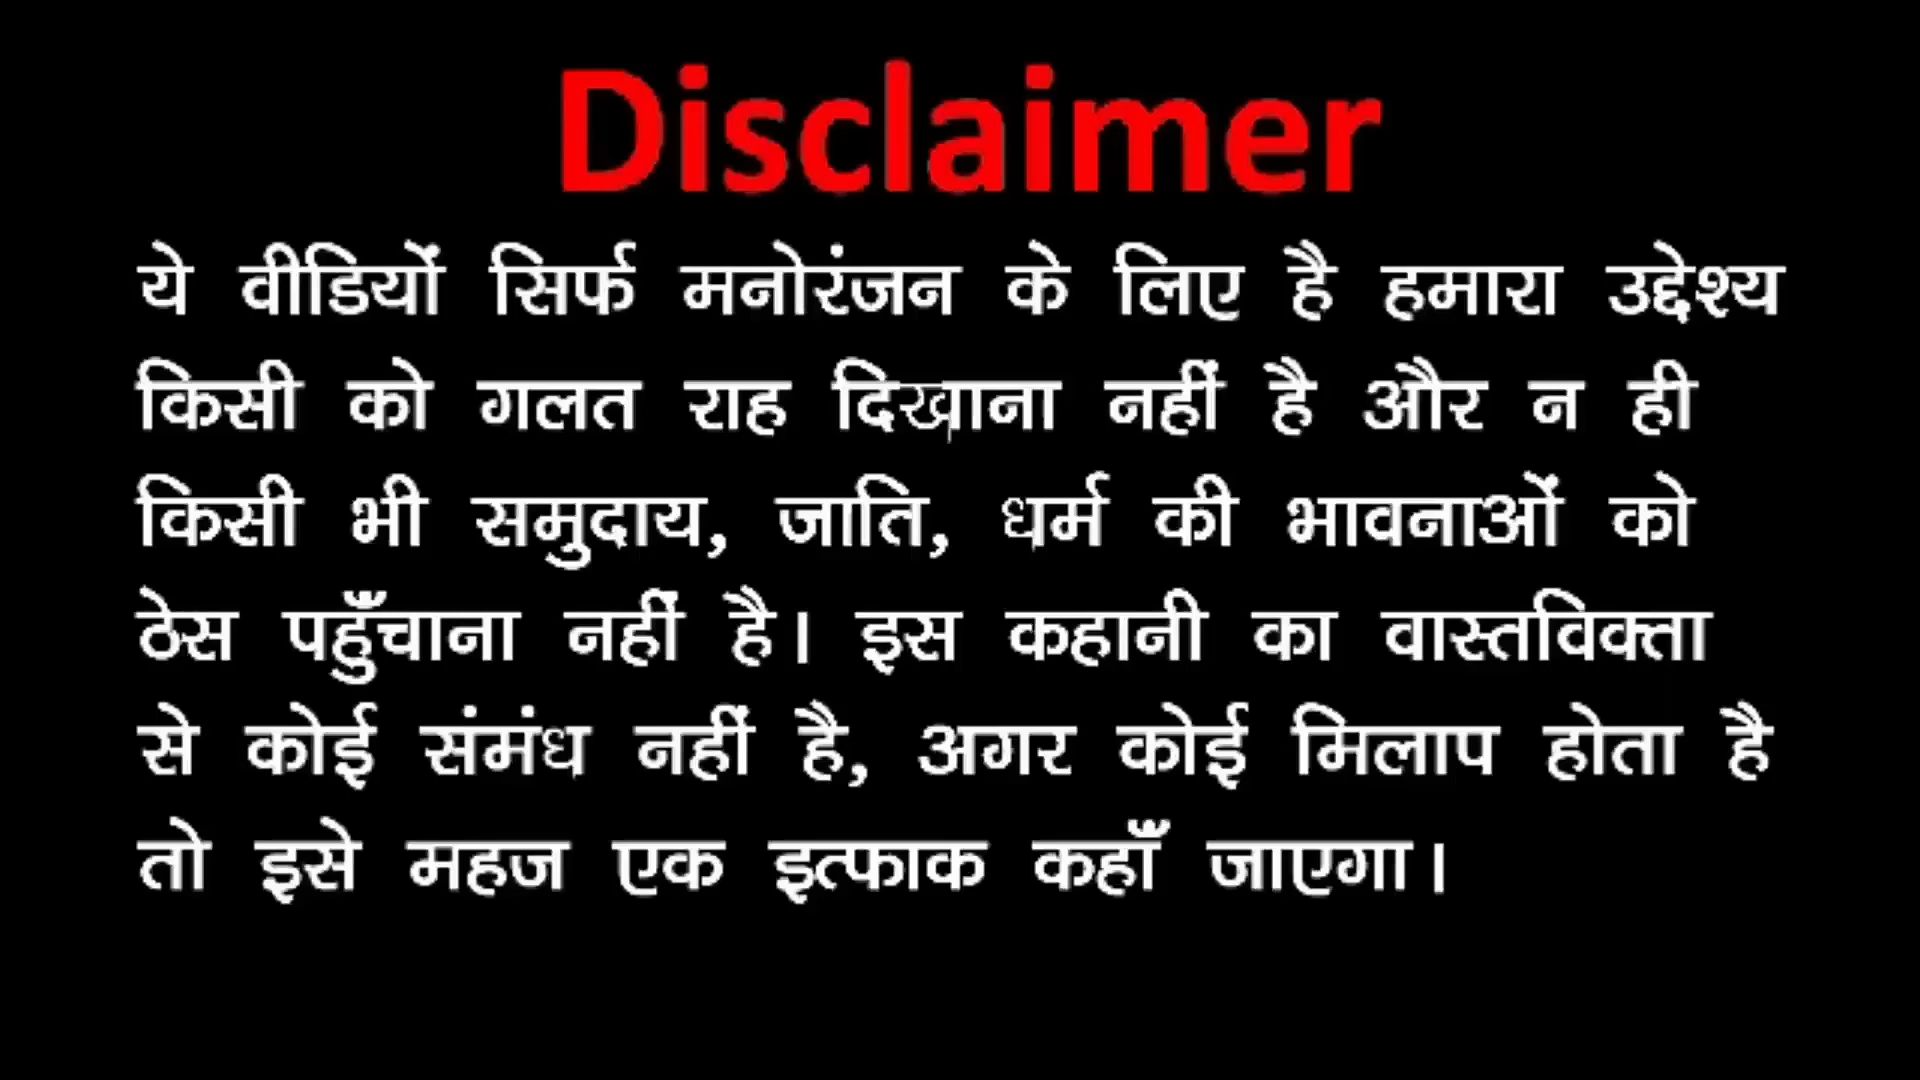 Disclaimer
ये वीडियों सिर्फ मनोरंजन के लिए है हमारा उद्देश्य
किसी को गलत राह दिखाना नहीं है और न ही
किसी भी समुदाय, जाति, धर्म की भावनाओं को
ठेस पहुँचाना नहीं है। इस कहानी का वास्तविक्ता
से कोई संमंध नहीं है, अगर कोई मिलाप होता है
तो इसे महज एक इत्फाक कहाँ जाएगा।